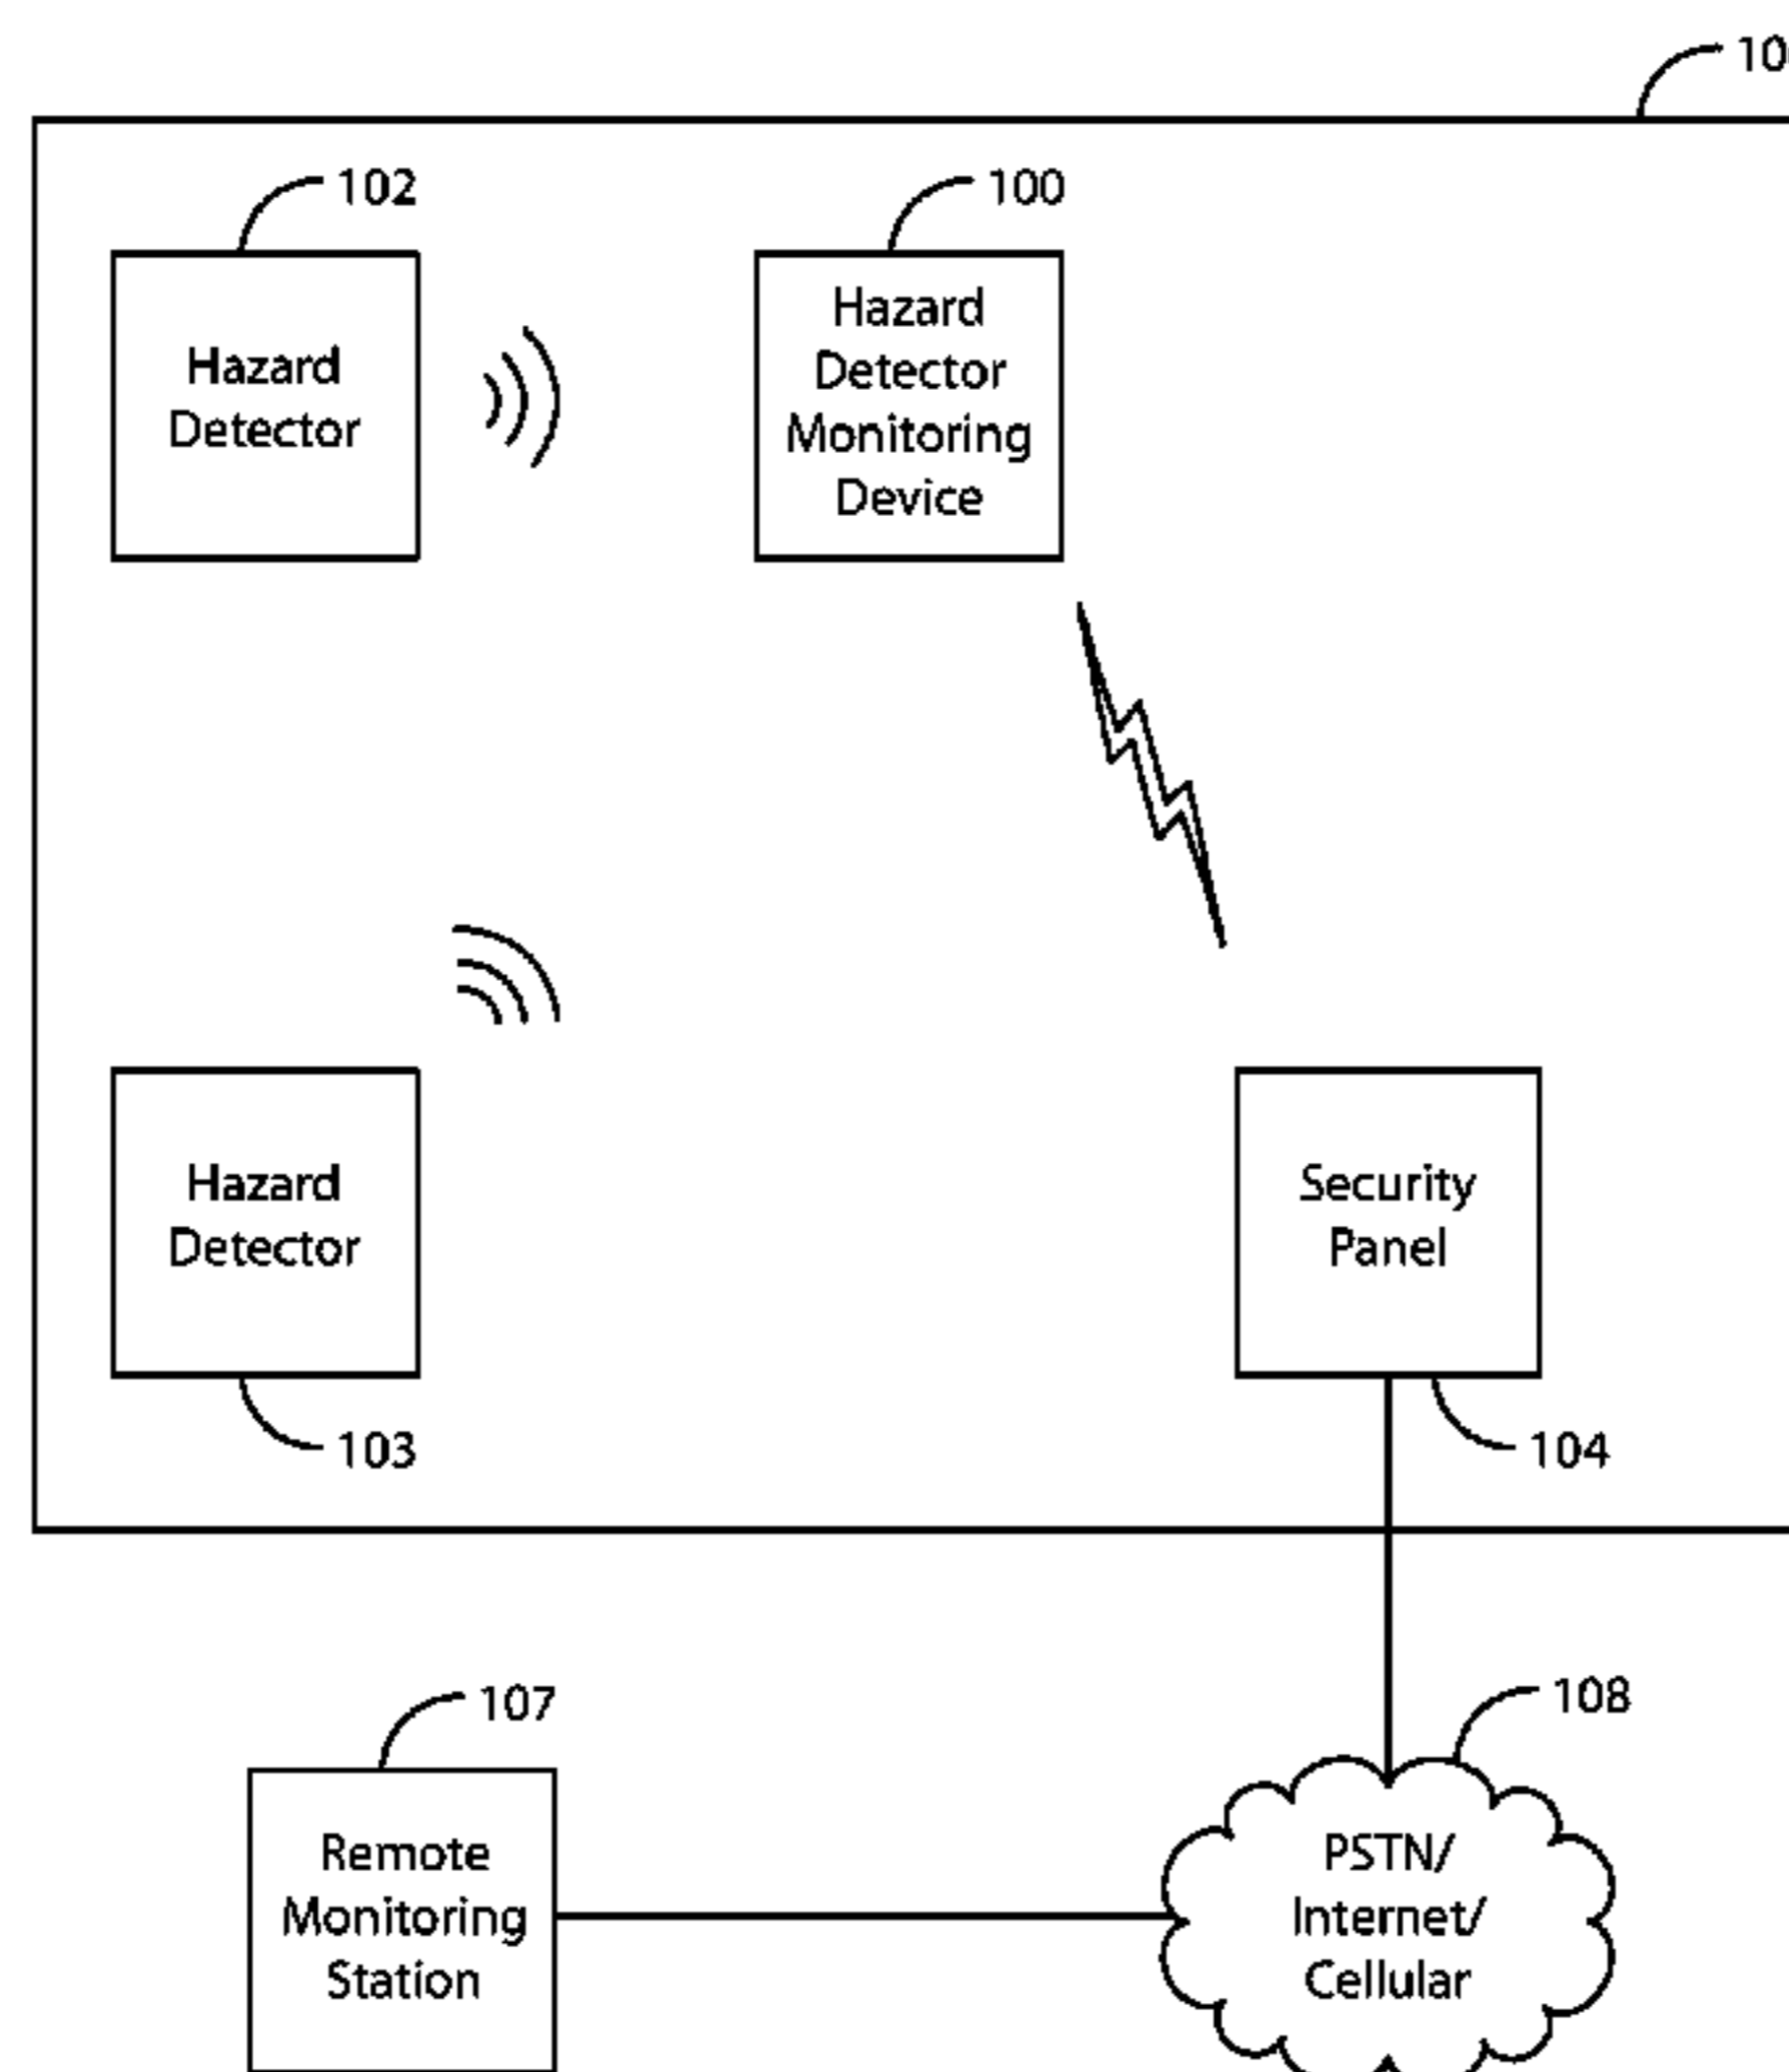 102
100
Hazard
Detector
Hazard
Detector
Monitoring
Device
Hazard
Detector
103
Security
Panel
104
107
Remote
Monitoring
Station
108
PSTN/
Internet/
Cellular